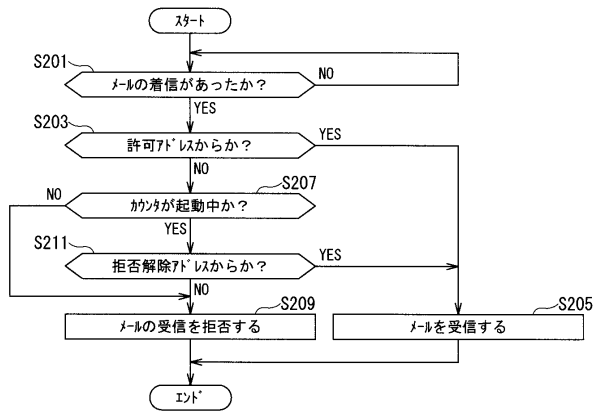 ｽﾀｰﾄ
S201
ﾒｰﾙの着信があったか？
NO
YES
S203
許可ｱﾄﾞﾚｽからか？
YES
NO
S207
NO
ｶｳﾝﾀが起動中か？
YES
S211
拒否解除ｱﾄﾞﾚｽからか？
YES
NO
S209
ﾒｰﾙの受信を拒否する
S205
ﾒｰﾙを受信する
ｴﾝﾄﾞ